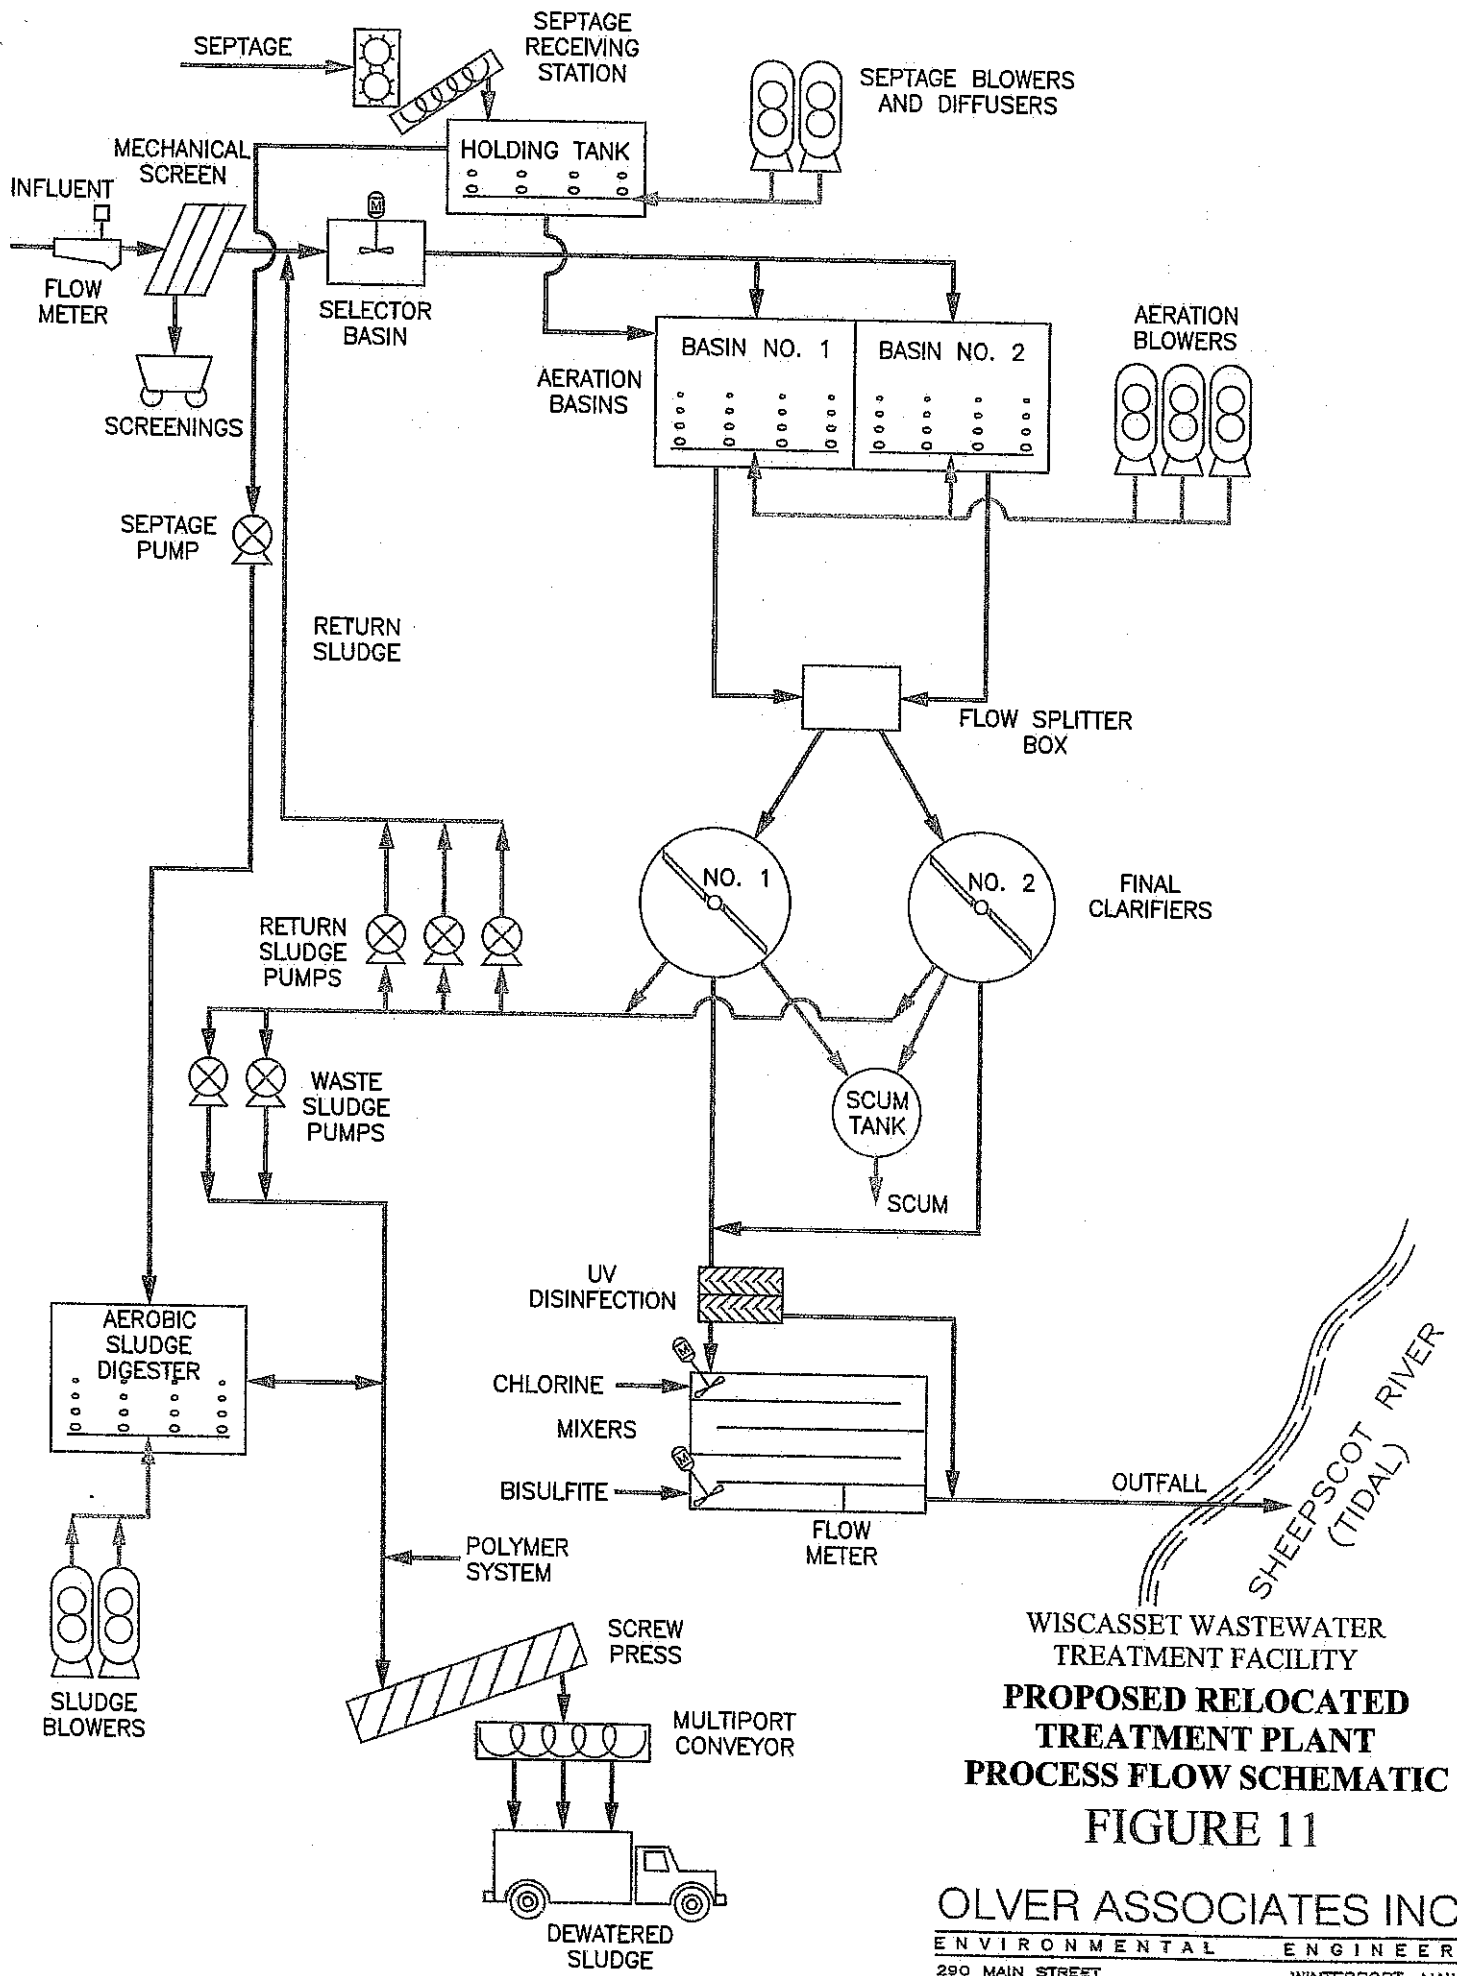 SEPTAGE
SEPTAGE
RECEIVING
STATION
SEPTAGE BLOWERS
AND DIFFUSERS
HOLDING TANK
MECHANICAL
SCREEN
INFLUENT
M
FLOW
METER
SELECTOR
BASIN
SCREENINGS
AERATION
BLOWERS
BASIN NO. 1
BASIN NO. 2
AERATION
BASINS
SEPTAGE
PUMP
RETURN
SLUDGE
FLOW SPLITTER
BOX
NO. 1
NO. 2
FINAL
CLARIFIERS
RETURN
SLUDGE
PUMPS
WASTE
SLUDGE
PUMPS
SCUM
TANK
SCUM
UV
DISINFECTION
AEROBIC
SLUDGE
DIGESTER
M
CHLORINE
MIXERS
M
BISULFITE
FLOW
METER
OUTFALL
SHEEPSCOT RIVER
(TIDAL)
POLYMER
SYSTEM
SCREW
PRESS
SLUDGE
BLOWERS
MULTIPORT
CONVEYOR
DEWATERED
SLUDGE
WISCASSET WASTEWATER
TREATMENT FACILITY
PROPOSED RELOCATED
TREATMENT PLANT
PROCESS FLOW SCHEMATIC
FIGURE 11
OLVER ASSOCIATES INC
ENVIRONMENTAL ENGINEER
290 MAIN STREET